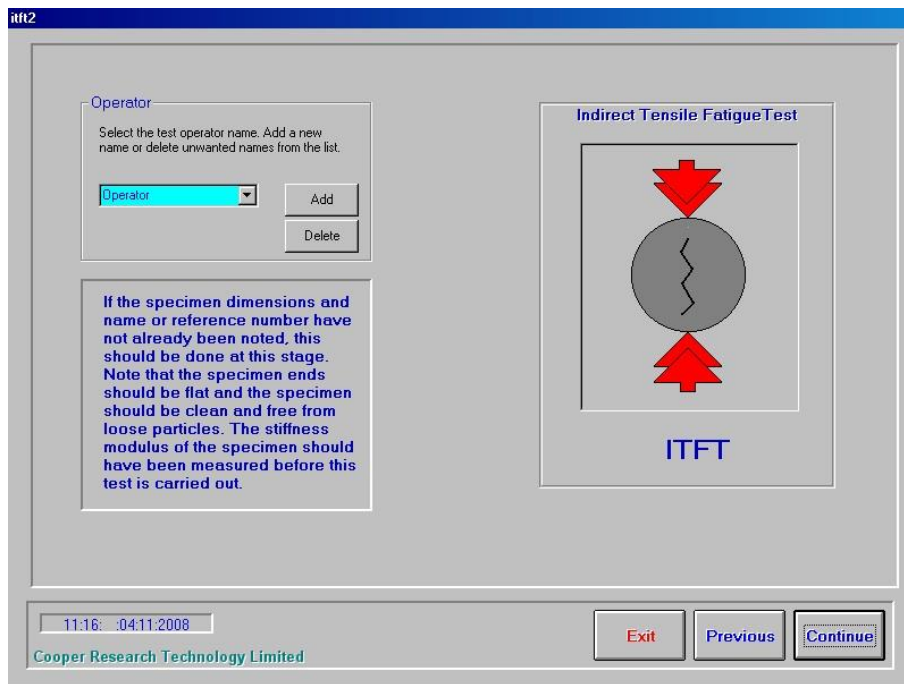 itft2
Operator
Select the test operator name. Add a new
name or delete unwanted names from the list.
Operator
Add
Delete
If the specimen dimensions and
name or reference number have
not already been noted, this
should be done at this stage.
Note that the specimen ends
should be flat and the specimen
should be clean and free from
loose particles. The stiffness
modulus of the specimen should
have been measured before this
test is carried out.
Indirect Tensile FatigueTest
ITFT
11:16: :04:11:2008
Cooper Research Technology Limited
Exit
Previous
Continue